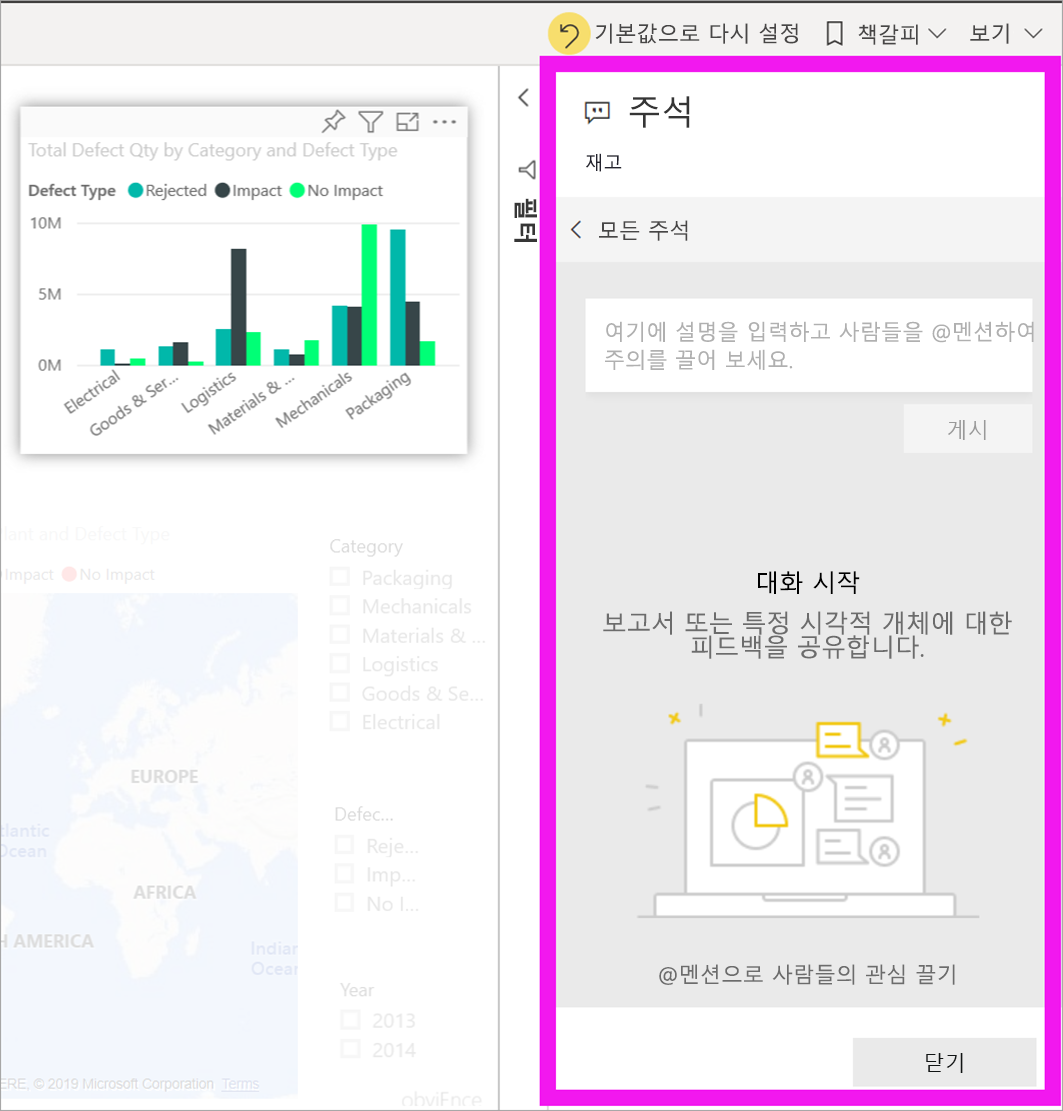 기본값으로 다시 설정 책갈피 보기
Total Defect Qty by Category and Defect Type
Defect Type Rejected Impact No Impact
10M
5M
0M
Electrical Goods & Ser... Logistics Materials & ... Mechanicals Packaging
필터
주석
재고
모든 주석
여기에 설명을 입력하고 사람들을 @멘션하여
주의를 끌어 보세요.
게시
대화 시작
보고서 또는 특정 시각적 개체에 대한
피드백을 공유합니다.
@멘션으로 사람들의 관심 끌기
닫기
lant and Defect Type
Impact No Impact
EUROPE
tlantic
Ocean
AFRICA
H AMERICA
Indian
Ocean
ERE, © 2019 Microsoft Corporation Terms
Category
Packaging
Mechanicals
Materials & ...
Logistics
Goods & Se...
Electrical
Defec...
Reje...
Imp...
No I...
Year
2013
2014
obviEnce